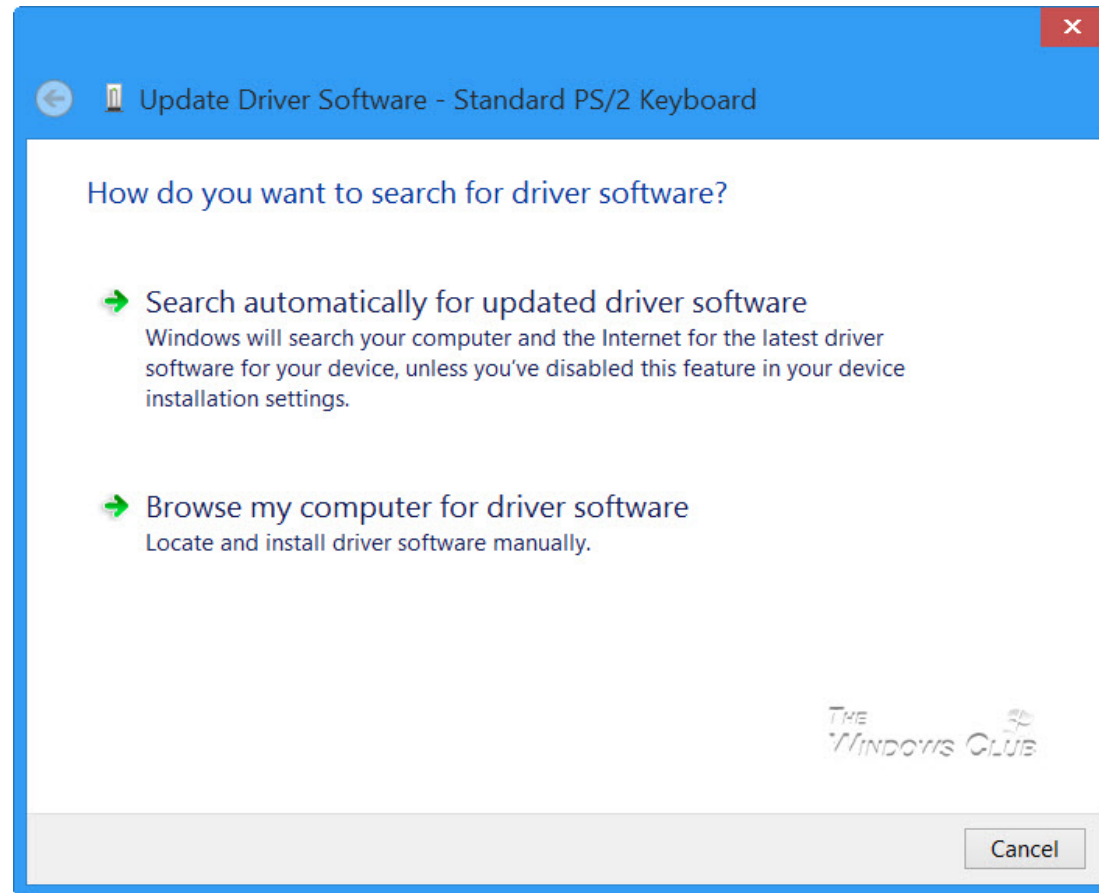 Update Driver Software - Standard PS/2 Keyboard
How do you want to search for driver software?
Search automatically for updated driver software
Windows will search your computer and the Internet for the latest driver
software for your device, unless you've disabled this feature in your device
installation settings.
Browse my computer for driver software
Locate and install driver software manually.
THE
WINDOWS CLUB
Cancel